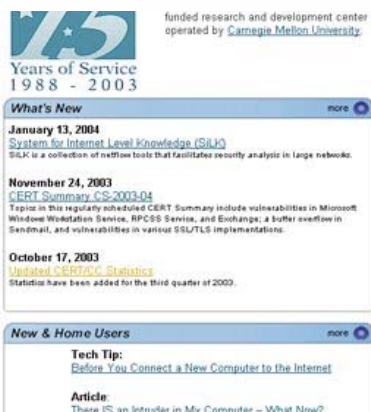 funded research and development center
operated by Carnegie Mellon University.
15
Years of Service
1988 - 2003
What's New more
January 13, 2004
System for Internet Level Knowledge (SiLK)
SiLK is a collection of netflow tools that facilitates security analysis in large networks.
November 24, 2003
CERT Summary CS-2003-04
Topics in this regularly scheduled CERT Summary include vulnerabilities in Microsoft
Windows Workstation Service, RPCSS Service, and Exchange; a buffer overflow in
Sendmail, and vulnerabilities in various SSL/TLS implementations.
October 17, 2003
Updated CERT/CC Statistics
Statistics have been added for the third quarter of 2003.
New & Home Users more
Tech Tip:
Before You Connect a New Computer to the Internet
Article:
There IS an Intruder in My Computer – What Now?